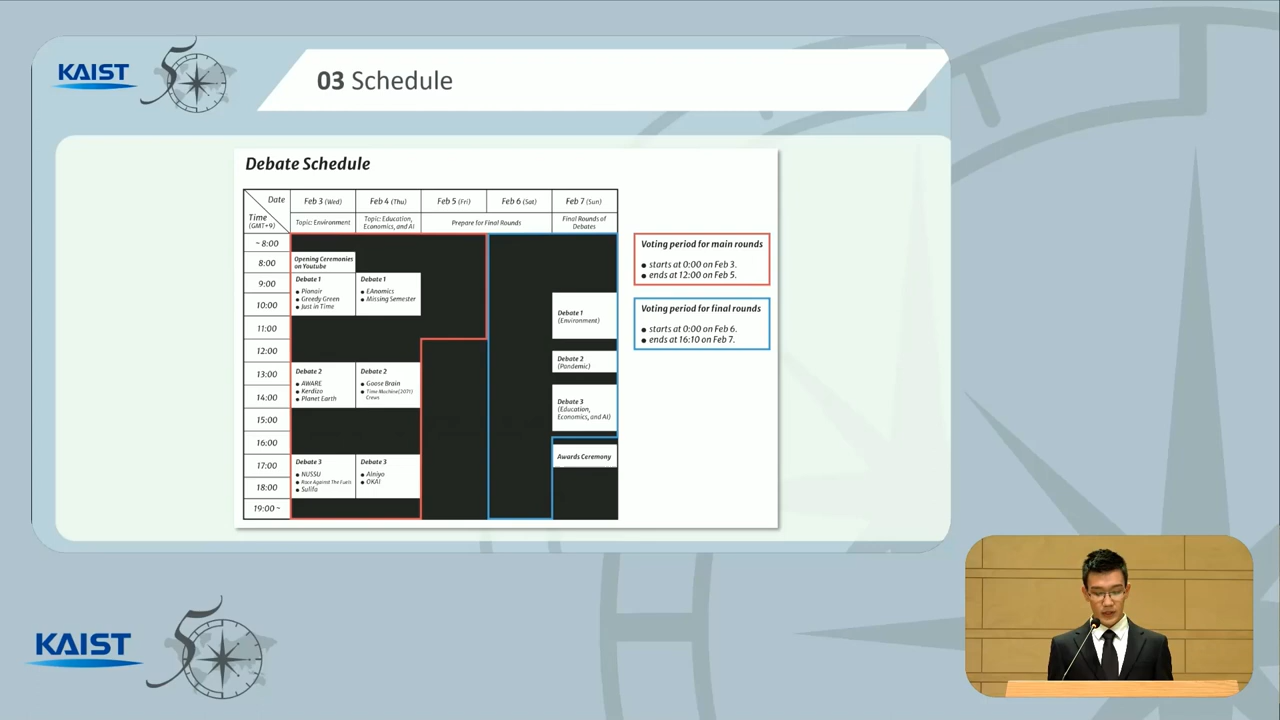 KAIST 50
03 Schedule
Debate Schedule
Date
Time
(GMT+9)
Feb 3 (Wed)
Feb 4 (Thu)
Feb 5 (Fri)
Feb 6 (Sat)
Feb 7 (Sun)
Topic: Environment
Topic: Education,
Economics, and AI
Prepare for Final Rounds
Final Rounds of
Debates
~ 8:00
8:00
9:00
10:00
11:00
12:00
13:00
14:00
15:00
16:00
17:00
18:00
19:00 ~
Opening Ceremonies
on Youtube
Debate 1
● Planair
● Greedy Green
● Just in Time
Debate 1
● EAnomics
● Missing Semester
Debate 2
● AWARE
● Kerdizo
● Planet Earth
Debate 2
● Goose Brain
● Time Machine(2021)
Crews
Debate 3
● NUSSU
● Race Against The Fuels
● Sulifa
Debate 3
● AIniyo
● OKAI
Debate 1
(Environment)
Debate 2
(Pandemic)
Debate 3
(Education,
Economics, and AI)
Awards Ceremony
Voting period for main rounds
● starts at 0:00 on Feb 3.
● ends at 12:00 on Feb 5.
Voting period for final rounds
● starts at 0:00 on Feb 6.
● ends at 16:10 on Feb 7.
KAIST 50